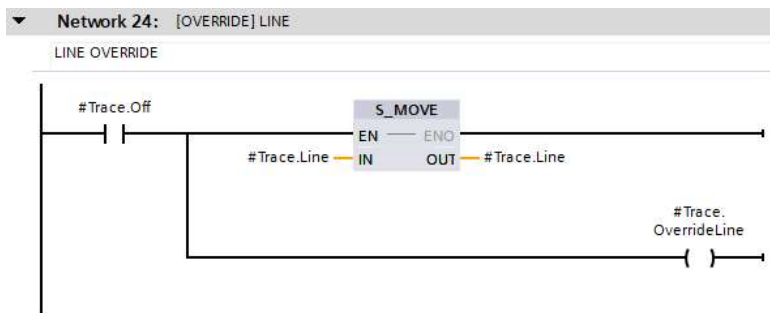 Network 24: [OVERRIDE] LINE
LINE OVERRIDE
#Trace.Off
S_MOVE
EN ENO
#Trace.Line IN OUT #Trace.Line
#Trace.
OverrideLine